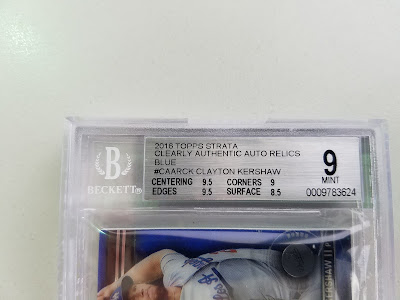 2016 TOPPS STRATA
CLEARLY AUTHENTIC AUTO RELICS
BLUE
#CAARCK CLAYTON KERSHAW
CENTERING 9.5 CORNERS 9
EDGES 9.5 SURFACE 8.5
9
MINT
0009783624
B
BECKETT
KERSHAW